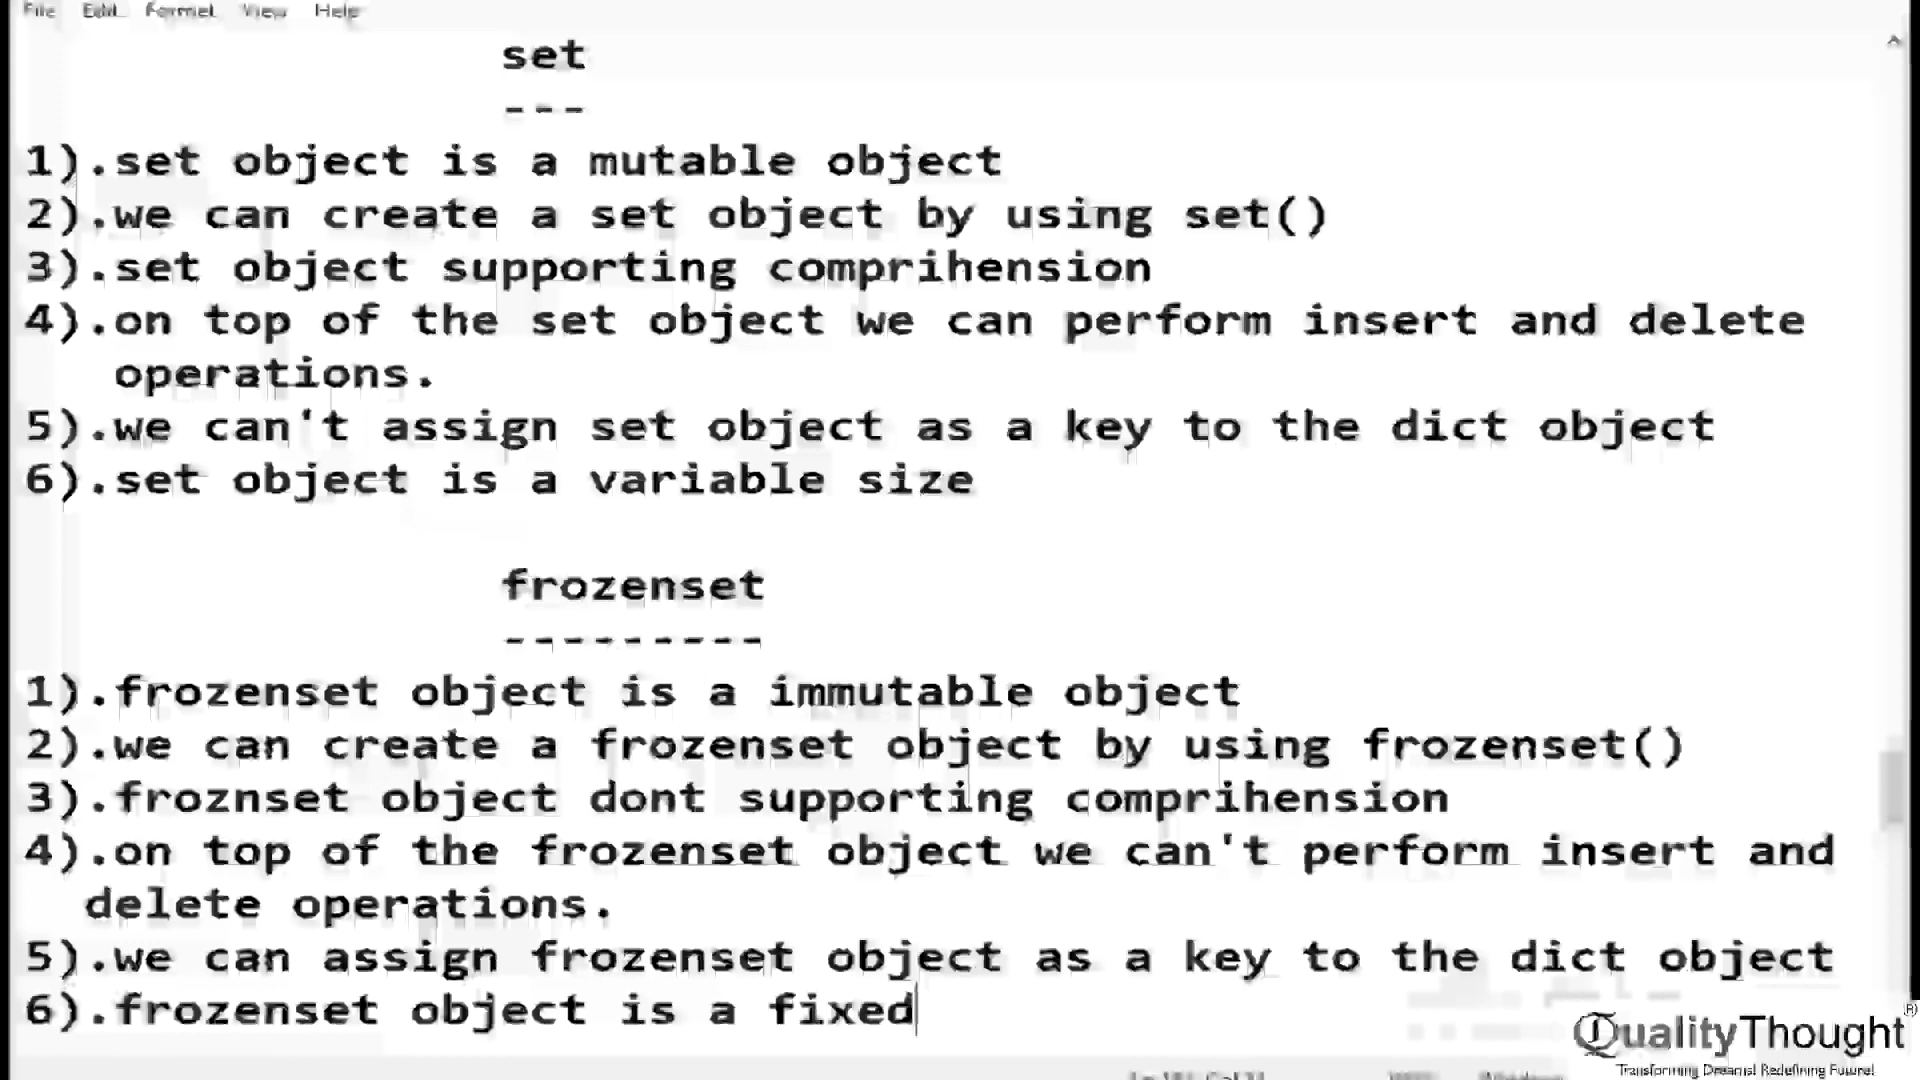 File Edit Format View Help
set
---
1).set object is a mutable object
2).we can create a set object by using set()
3).set object supporting comprihension
4).on top of the set object we can perform insert and delete
operations.
5).we can't assign set object as a key to the dict object
6).set object is a variable size
frozenset
---------
1).frozenset object is a immutable object
2).we can create a frozenset object by using frozenset()
3).froznset object dont supporting comprihension
4).on top of the frozenset object we can't perform insert and
delete operations.
5).we can assign frozenset object as a key to the dict object
6).frozenset object is a fixed
QualityThought
Transforming Dreams! Redefining Future!